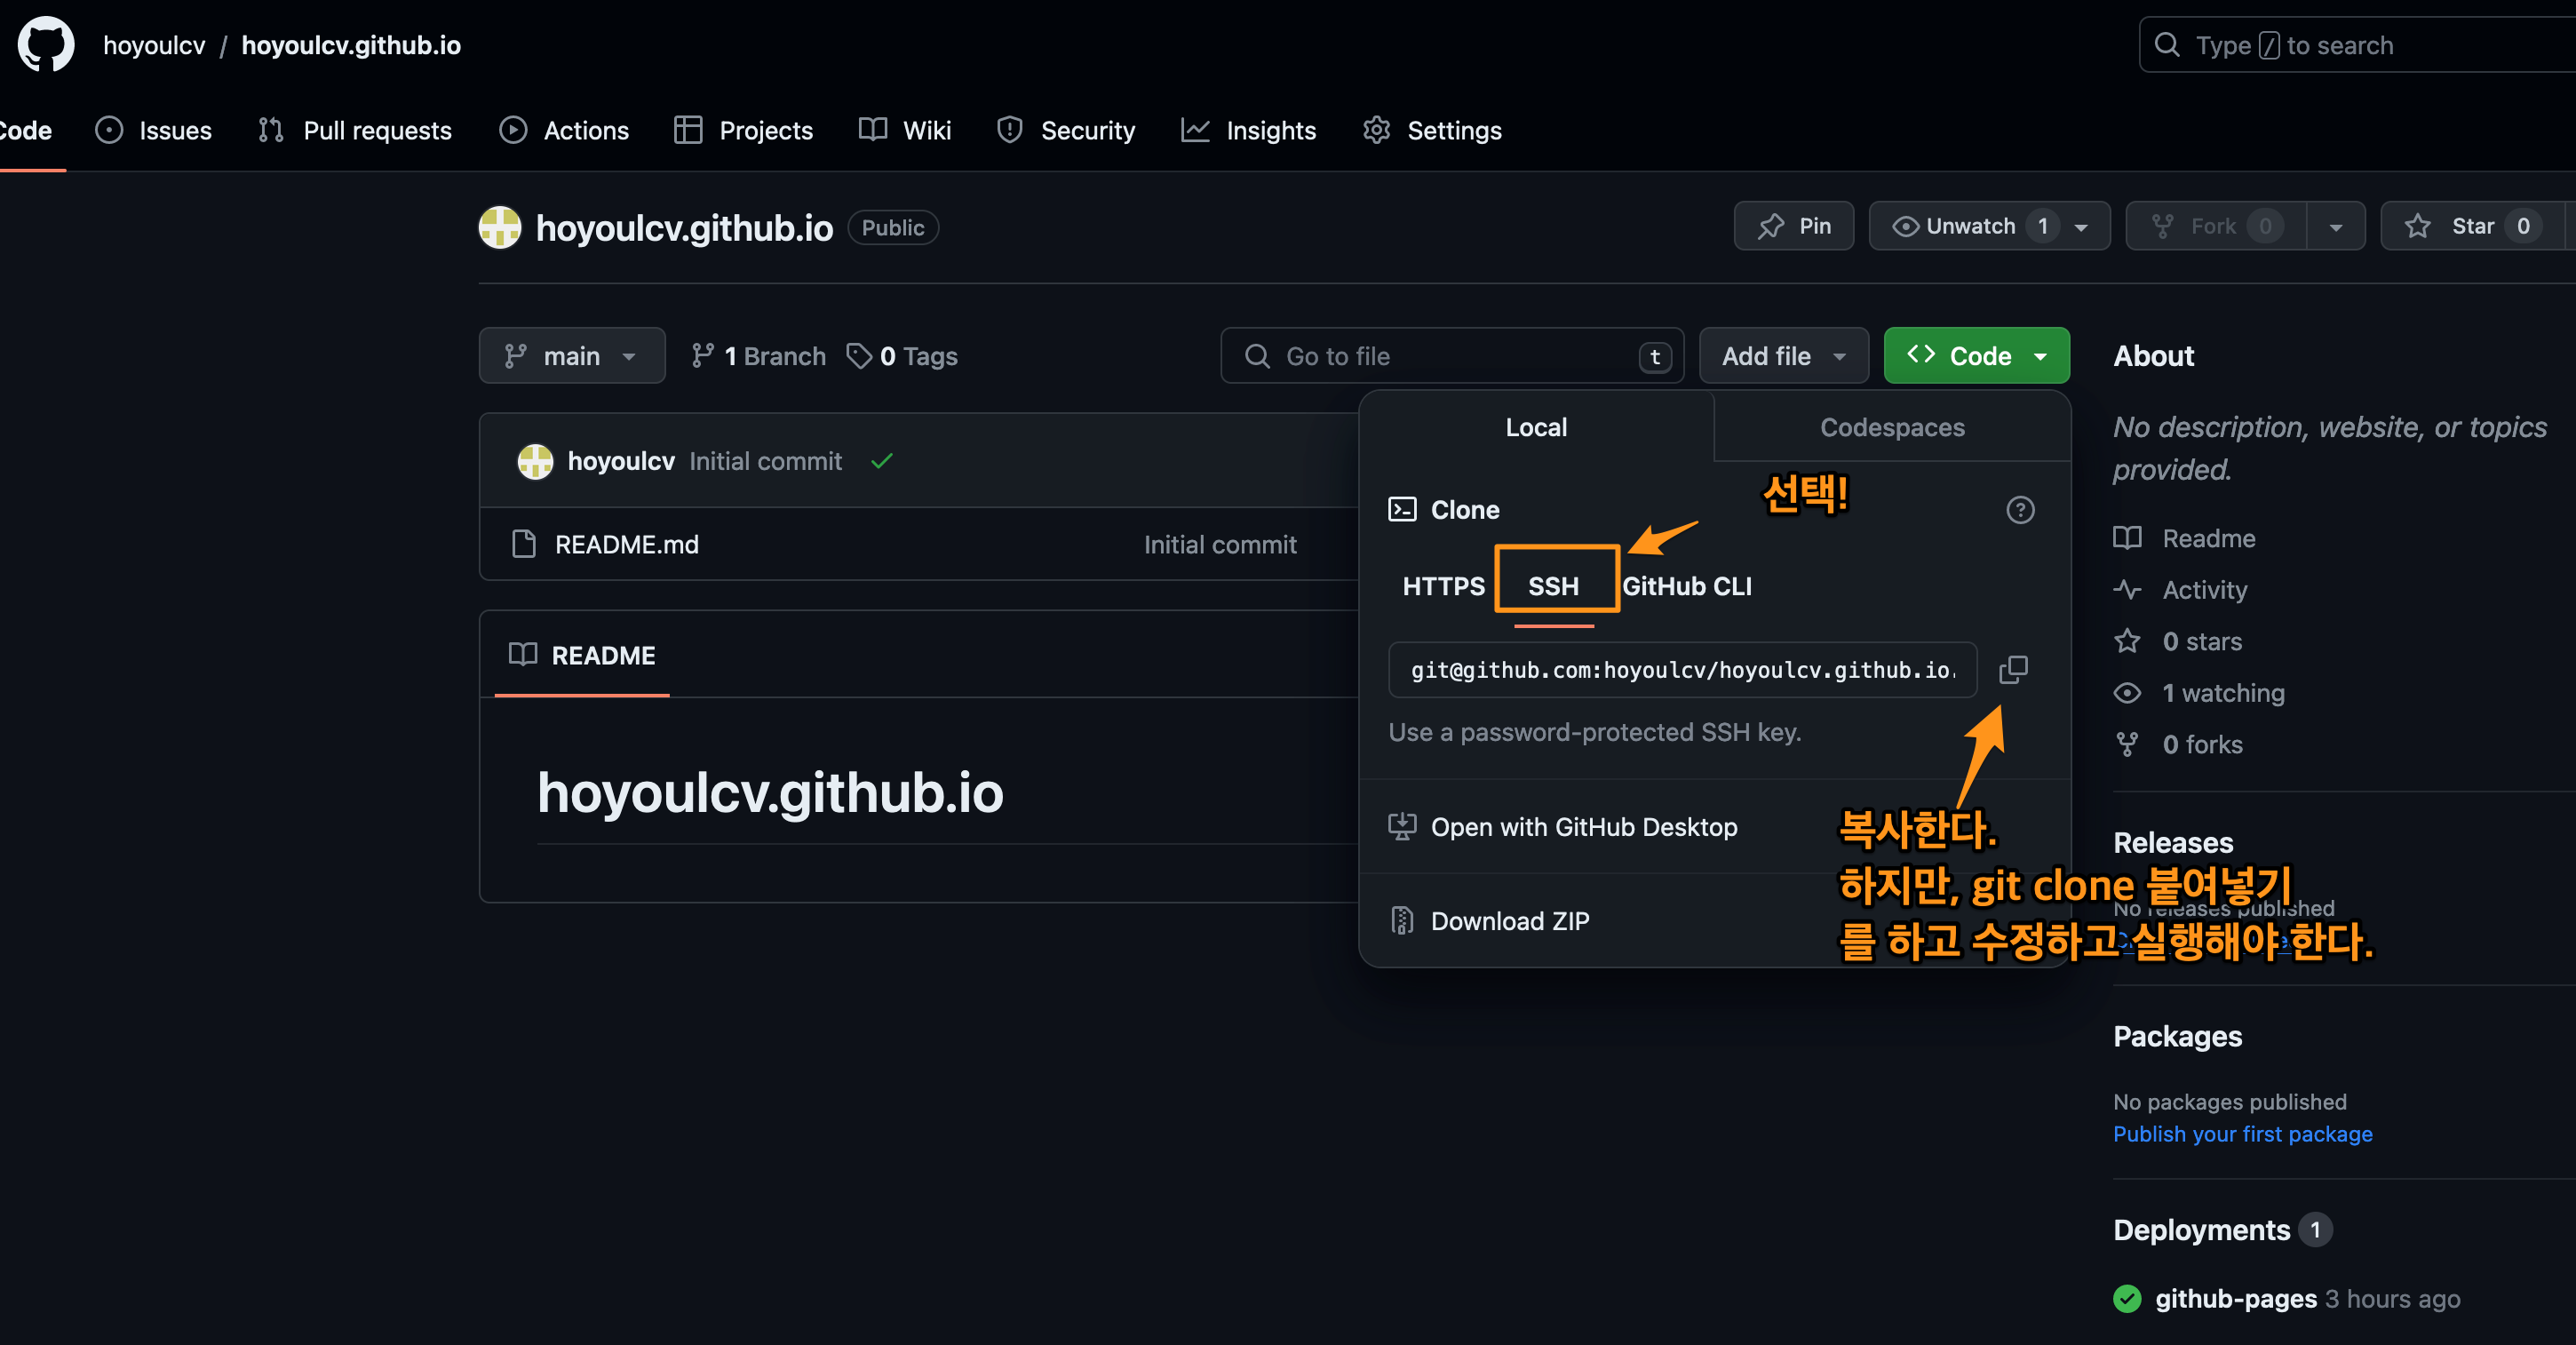 hoyoulcv / hoyoulcv.github.io
Type / to search
Code Issues Pull requests Actions Projects Wiki Security Insights Settings
hoyoulcv.github.io Public
Pin Unwatch 1 Fork 0 Star 0
main 1 Branch 0 Tags
Go to file t Add file Code
hoyoulcv Initial commit
README.md Initial commit
README
hoyoulcv.github.io
Local Codespaces
선택!
Clone
HTTPS SSH GitHub CLI
git@github.com:hoyoulcv/hoyoulcv.github.io.
Use a password-protected SSH key.
Open with GitHub Desktop
Download ZIP
복사한다.
하지만, git clone 붙여넣기
를 하고 수정하고 실행해야 한다.
About
No description, website, or topics
provided.
Readme
Activity
0 stars
1 watching
0 forks
Releases
No releases published
Packages
No packages published
Publish your first package
Deployments 1
github-pages 3 hours ago